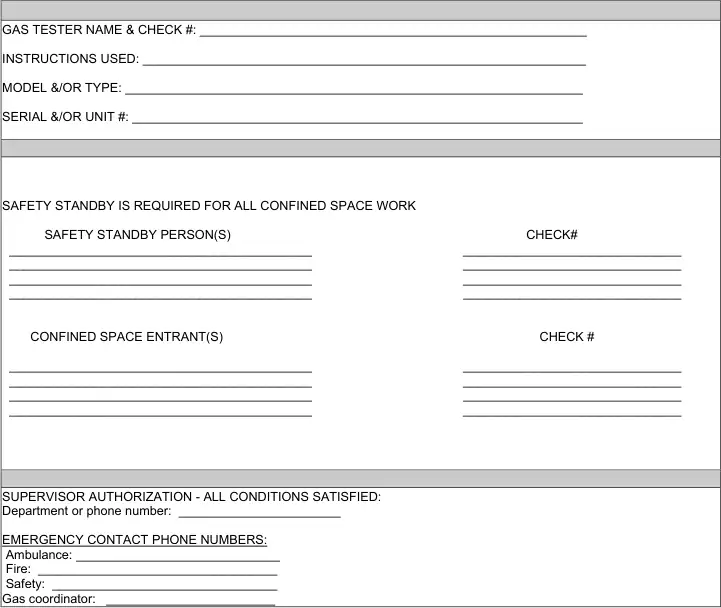 GAS TESTER NAME & CHECK #:
INSTRUCTIONS USED:
MODEL &/OR TYPE:
SERIAL &/OR UNIT #:
SAFETY STANDBY IS REQUIRED FOR ALL CONFINED SPACE WORK
SAFETY STANDBY PERSON(S) CHECK#
CONFINED SPACE ENTRANT(S) CHECK #
SUPERVISOR AUTHORIZATION - ALL CONDITIONS SATISFIED:
Department or phone number:
EMERGENCY CONTACT PHONE NUMBERS:
Ambulance:
Fire:
Safety:
Gas coordinator: